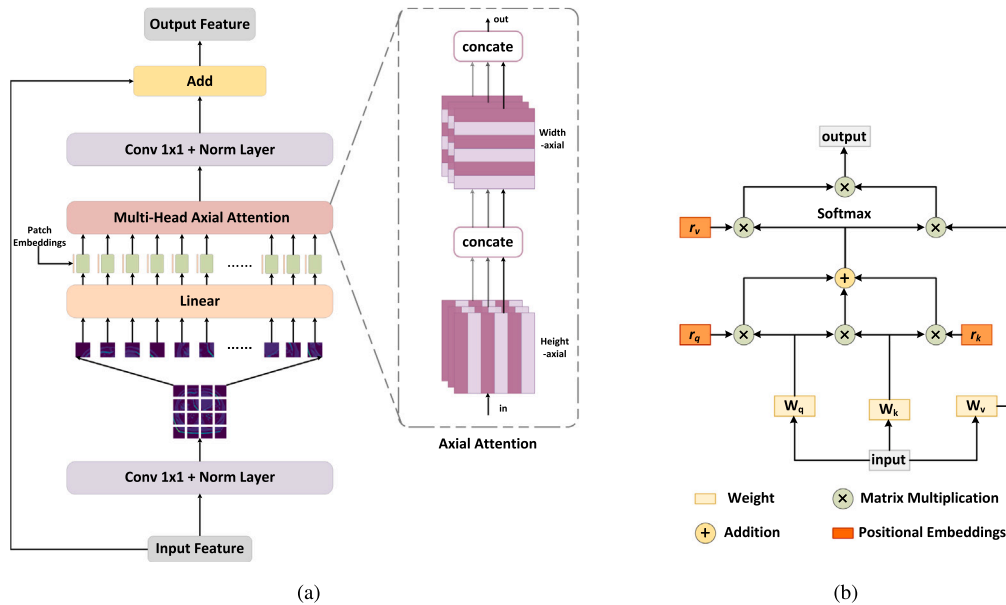 Output Feature
Add
Conv 1x1 + Norm Layer
Multi-Head Axial Attention
Patch
Embeddings
......
Linear
......
Conv 1x1 + Norm Layer
Input Feature
out
concate
Width
-axial
concate
Height
-axial
in
Axial Attention
(a)
output
×
Softmax
r_v
×
×
+
r_q
×
×
×
r_k
W_q
W_k
W_v
input
Weight
×
Matrix Multiplication
+
Addition
Positional Embeddings
(b)